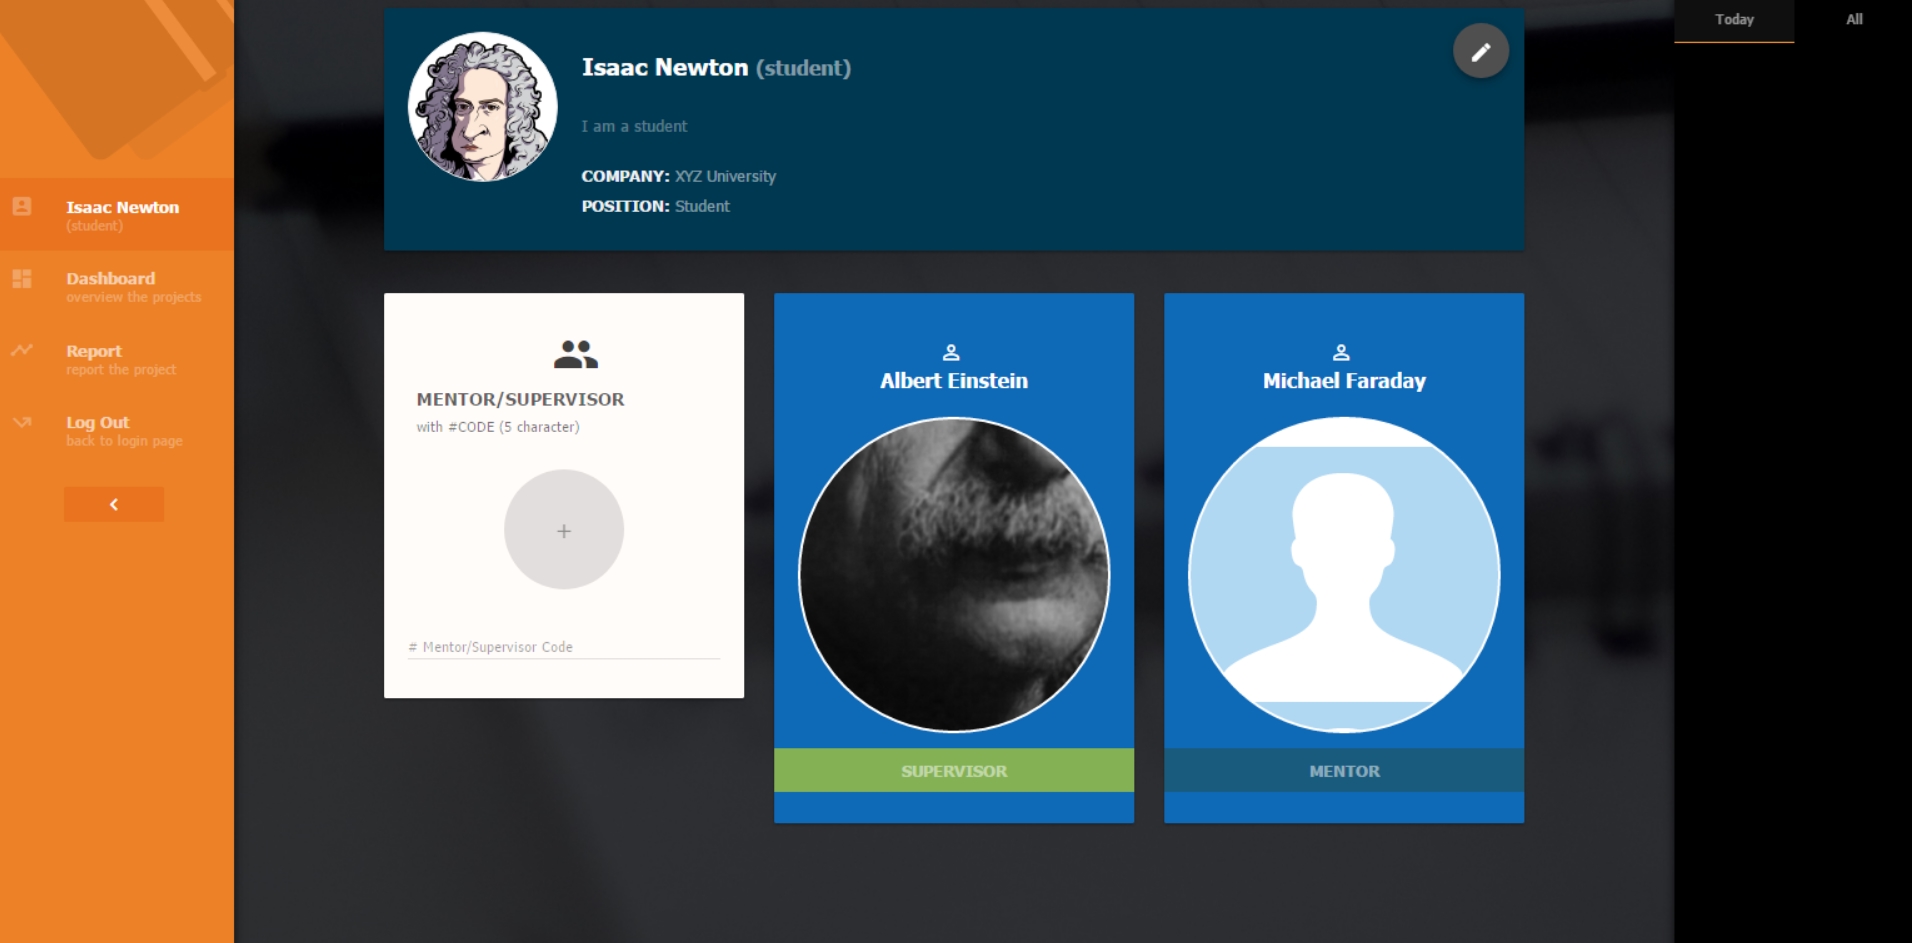 Isaac Newton
(student)
Dashboard
overview the projects
Report
report the project
Log Out
back to login page
Isaac Newton (student)
I am a student
COMPANY: XYZ University
POSITION: Student
MENTOR/SUPERVISOR
with #CODE (5 character)
+
# Mentor/Supervisor Code
Albert Einstein
SUPERVISOR
Michael Faraday
MENTOR
Today All